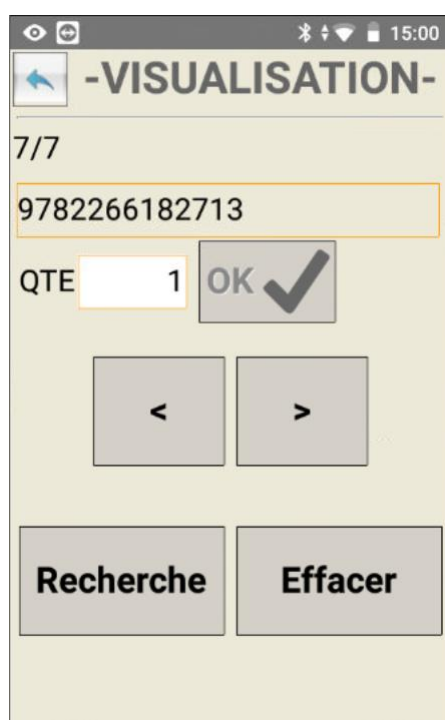 15:00
-VISUALISATION-
7/7
9782266182713
QTE 1 OK
< >
Recherche Effacer